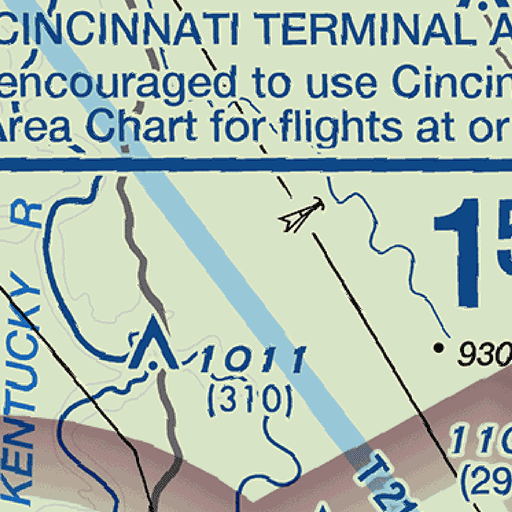 CINCINNATI TERMINAL A
encouraged to use Cincin
Area Chart for flights at or
KENTUCKY R
15
930
1011
(310)
110
(29
T 21